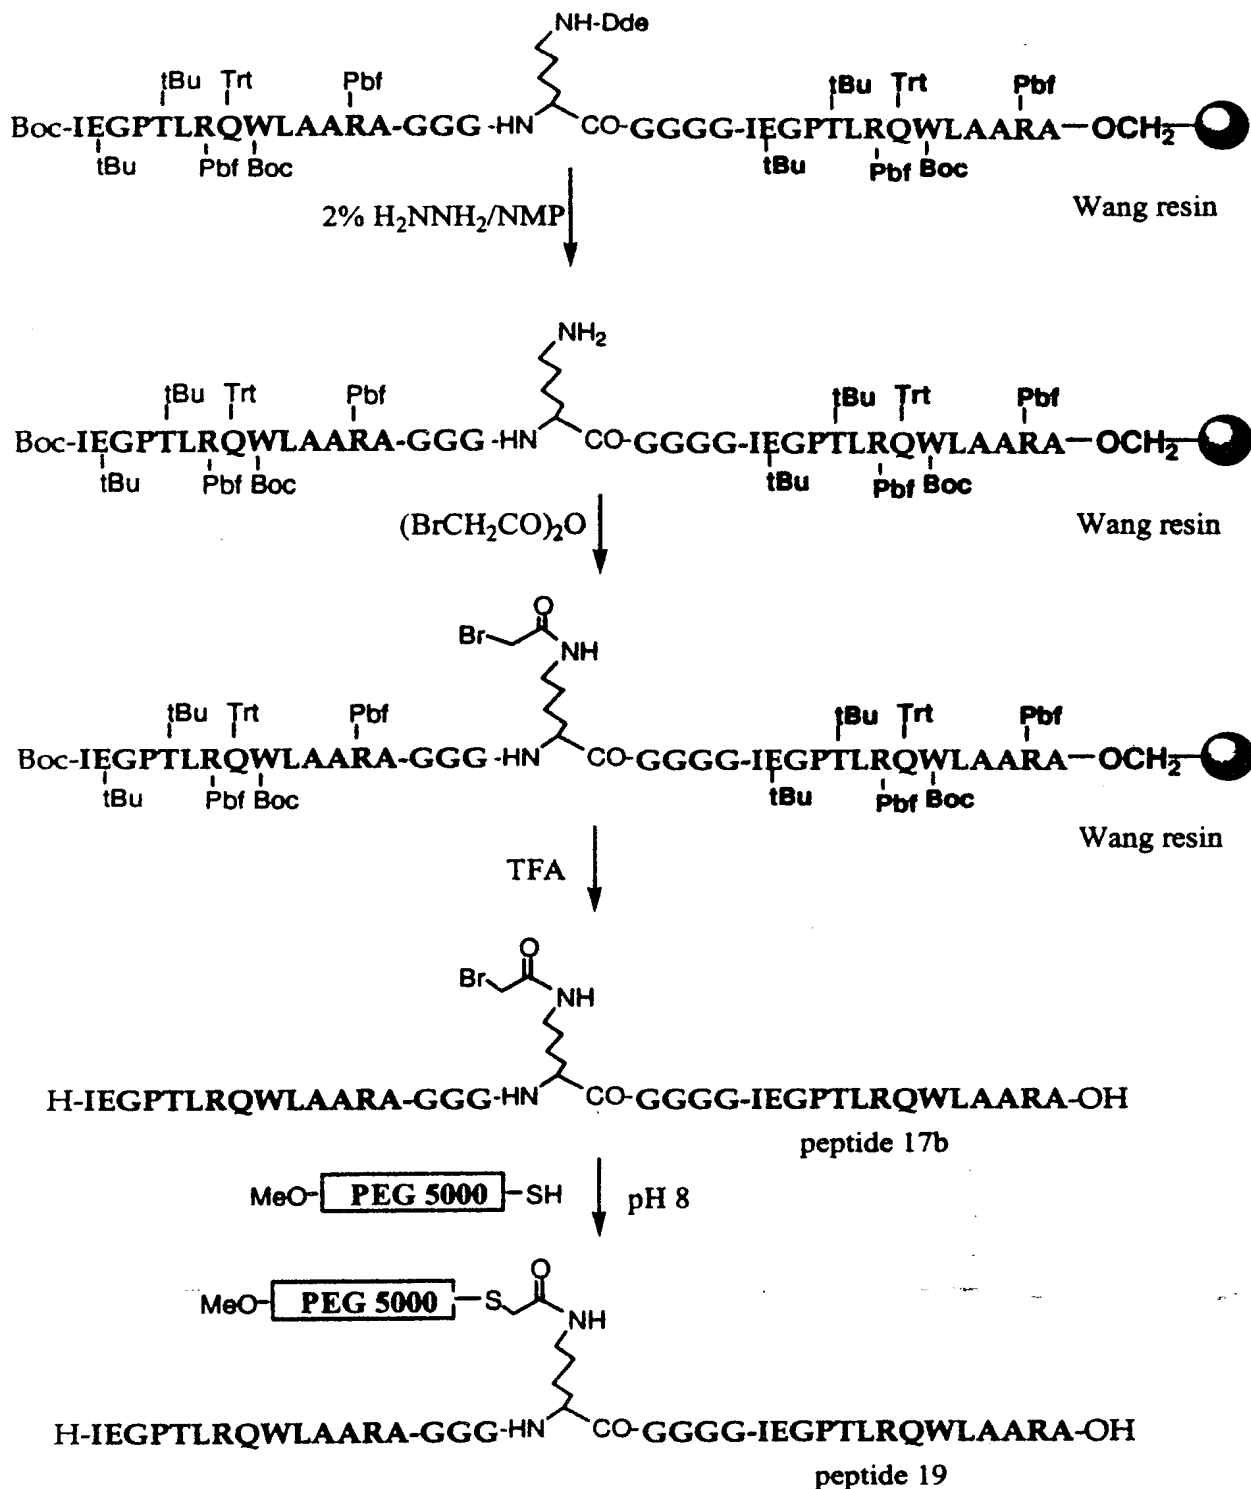 NH-Dde
tBu Trt Pbf tBu Trt Pbf
Boc-IEGPTLRQWLAARA-GGG-HN CO-GGGG-IEGPTLRQWLAARA-OCH₂
tBu Pbf Boc tBu Pbf Boc
Wang resin
2% H₂NNH₂/NMP
NH₂
tBu Trt Pbf tBu Trt Pbf
Boc-IEGPTLRQWLAARA-GGG-HN CO-GGGG-IEGPTLRQWLAARA-OCH₂
tBu Pbf Boc tBu Pbf Boc
(BrCH₂CO)₂O
Wang resin
O
Br
NH
tBu Trt Pbf tBu Trt Pbf
Boc-IEGPTLRQWLAARA-GGG-HN CO-GGGG-IEGPTLRQWLAARA-OCH₂
tBu Pbf Boc tBu Pbf Boc
Wang resin
TFA
O
Br
NH
H-IEGPTLRQWLAARA-GGG-HN CO-GGGG-IEGPTLRQWLAARA-OH
peptide 17b
MeO-PEG 5000-SH pH 8
O
MeO-PEG 5000-S
NH
H-IEGPTLRQWLAARA-GGG-HN CO-GGGG-IEGPTLRQWLAARA-OH
peptide 19